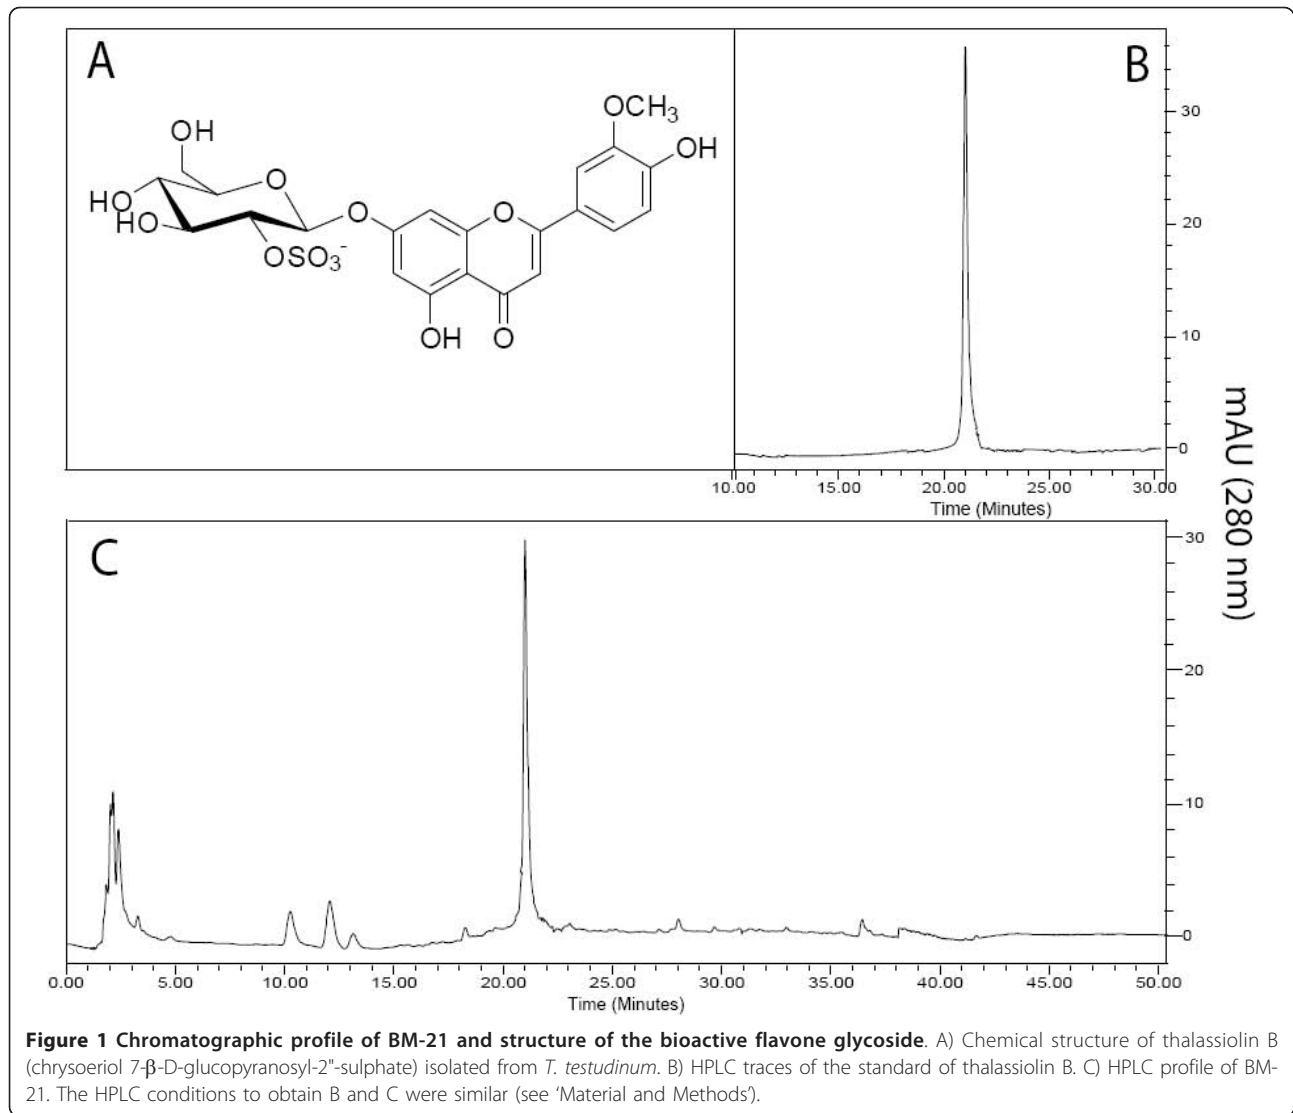 A
OH
O
HO
HO
OSO3-
O
O
OCH3
OH
OH
O
B
30
20
10
0
10.00 15.00 20.00 25.00 30.00
Time (Minutes)
mAU (280 nm)
C
30
20
10
0
0.00 5.00 10.00 15.00 20.00 25.00 30.00 35.00 40.00 45.00 50.00
Time (Minutes)
Figure 1 Chromatographic profile of BM-21 and structure of the bioactive flavone glycoside. A) Chemical structure of thalassiolin B
(chrysoeriol 7-β-D-glucopyranosyl-2"-sulphate) isolated from T. testudinum. B) HPLC traces of the standard of thalassiolin B. C) HPLC profile of BM-
21. The HPLC conditions to obtain B and C were similar (see ‘Material and Methods’).